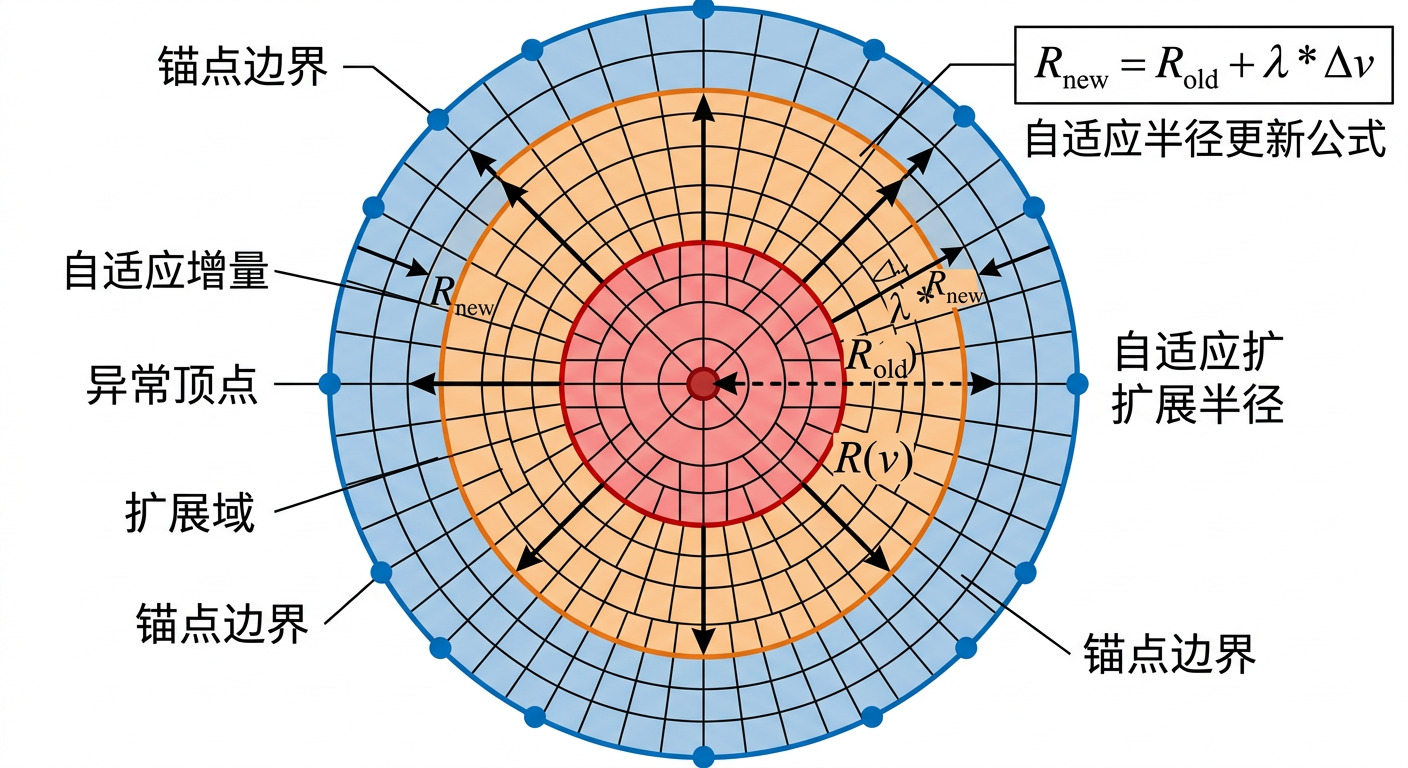 锚点边界
R_new = R_old + λ * Δv
自适应半径更新公式
自适应增量
R_new
λ *
R_new
异常顶点
R_old)
自适应扩
扩展半径
R(v)
扩展域
锚点边界
锚点边界